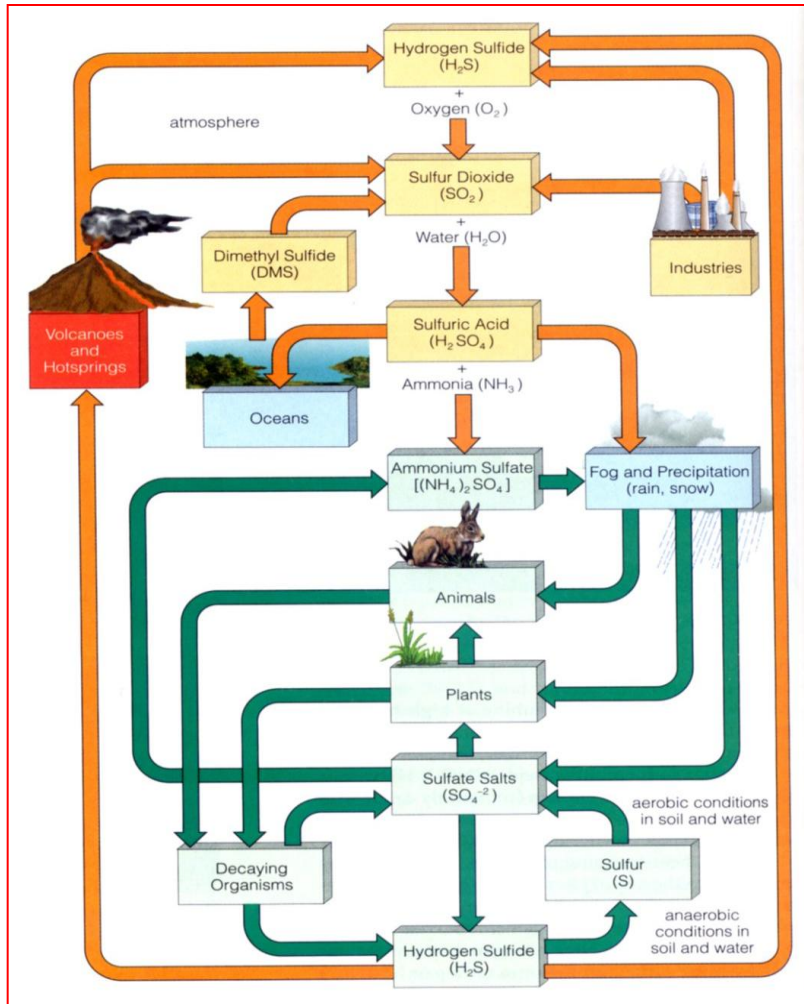 Hydrogen Sulfide
(H₂S)
+
Oxygen (O₂)
atmosphere
Sulfur Dioxide
(SO₂)
+
Water (H₂O)
Dimethyl Sulfide
(DMS)
Industries
Volcanoes
and
Hotsprings
Sulfuric Acid
(H₂SO₄)
+
Ammonia (NH₃)
Oceans
Ammonium Sulfate
[(NH₄)₂SO₄]
Fog and Precipitation
(rain, snow)
Animals
Plants
Sulfate Salts
(SO₄⁻²)
aerobic conditions
in soil and water
Decaying
Organisms
Sulfur
(S)
anaerobic
conditions in
soil and water
Hydrogen Sulfide
(H₂S)